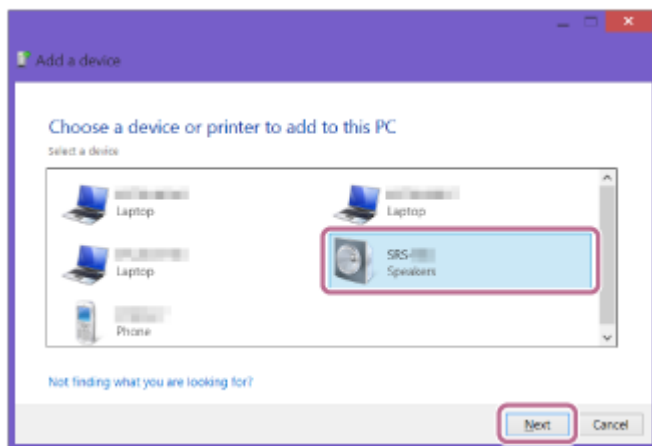 Add a device
Choose a device or printer to add to this PC
Select a device
Laptop
Laptop
Laptop
SRS-
Speakers
Phone
Not finding what you are looking for?
Next
Cancel